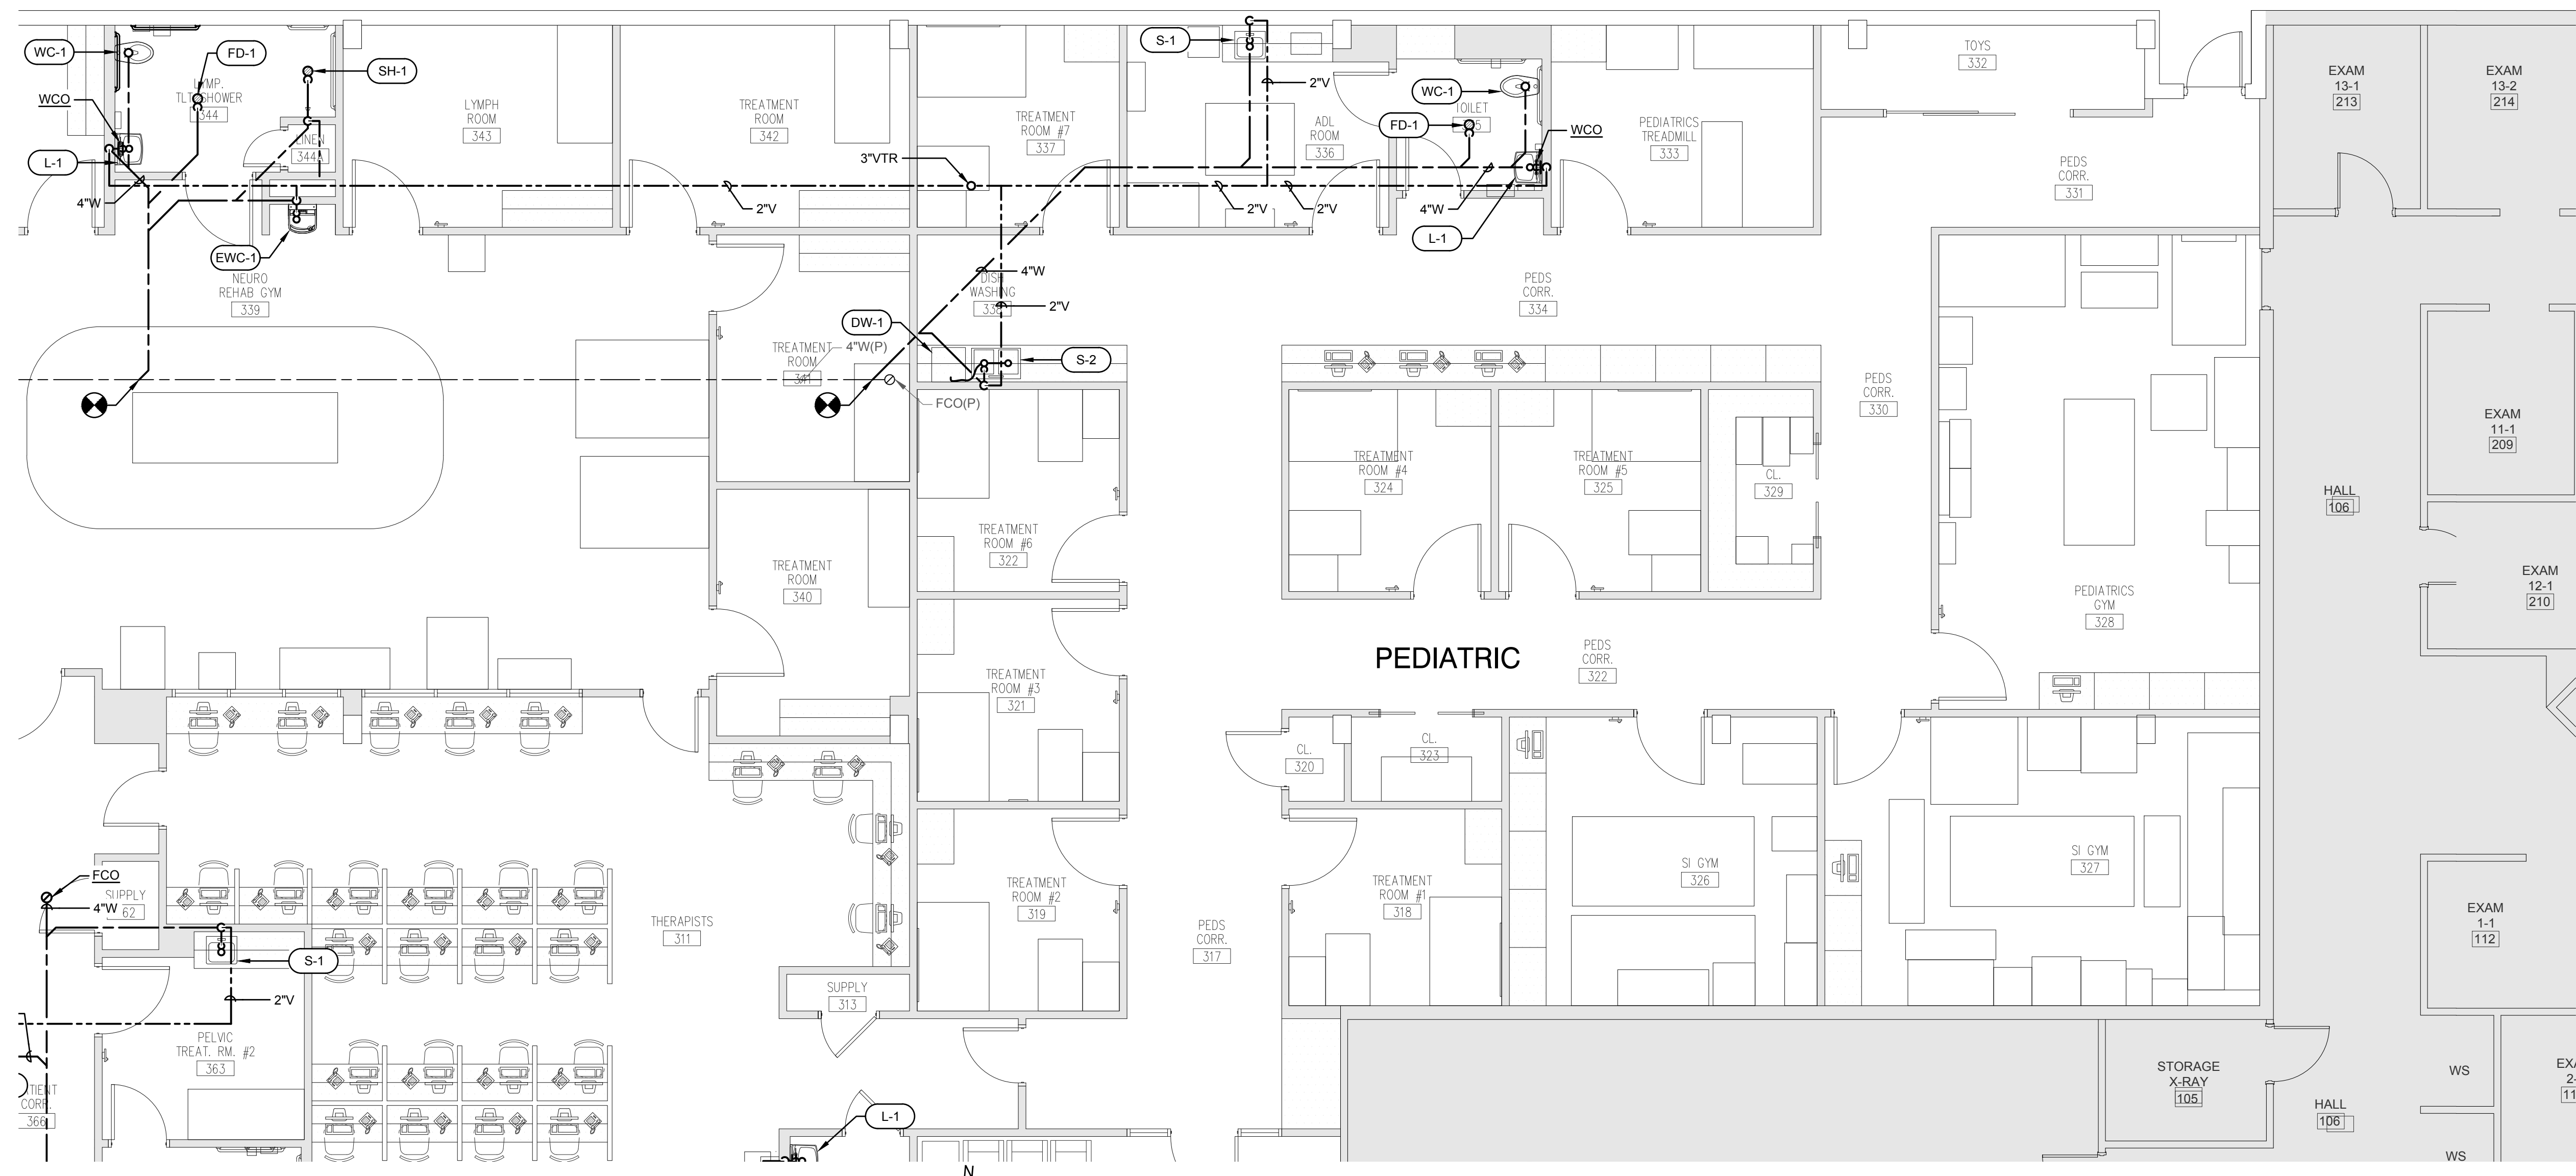 WC-1
FD-1
SH-1
WCO
LYMP.
TLT/SHOWER
344
LINEN
344A
L-1
4"W
EWC-1
NEURO
REHAB GYM
339
LYMPH
ROOM
343
TREATMENT
ROOM
342
2"V
3"VTR
TREATMENT
ROOM #7
337
S-1
2"V
ADL
ROOM
336
2"V
2"V
WC-1
FD-1
TOILET
WCO
4"W
L-1
PEDIATRICS
TREADMILL
333
TOYS
332
PEDS
CORR.
331
EXAM
13-1
213
EXAM
13-2
214
4"W
DISH
WASHING
2"V
DW-1
S-2
TREATMENT
ROOM
341
4"W(P)
FCO(P)
PEDS
CORR.
334
PEDS
CORR.
330
TREATMENT
ROOM #4
324
TREATMENT
ROOM #5
325
CL.
329
EXAM
11-1
209
HALL
106
TREATMENT
ROOM #6
322
TREATMENT
ROOM
340
EXAM
12-1
210
PEDIATRICS
GYM
328
PEDIATRIC
PEDS
CORR.
322
TREATMENT
ROOM #3
321
CL.
320
CL.
323
FCO
4"W
SUPPLY
62
S-1
2"V
THERAPISTS
311
TREATMENT
ROOM #2
319
PEDS
CORR.
317
TREATMENT
ROOM #1
318
SI GYM
326
SI GYM
327
EXAM
1-1
112
SUPPLY
313
PELVIC
TREAT. RM. #2
363
TIENT
CORR.
366
L-1
STORAGE
X-RAY
105
HALL
106
WS
WS
EXA
2-
11
N